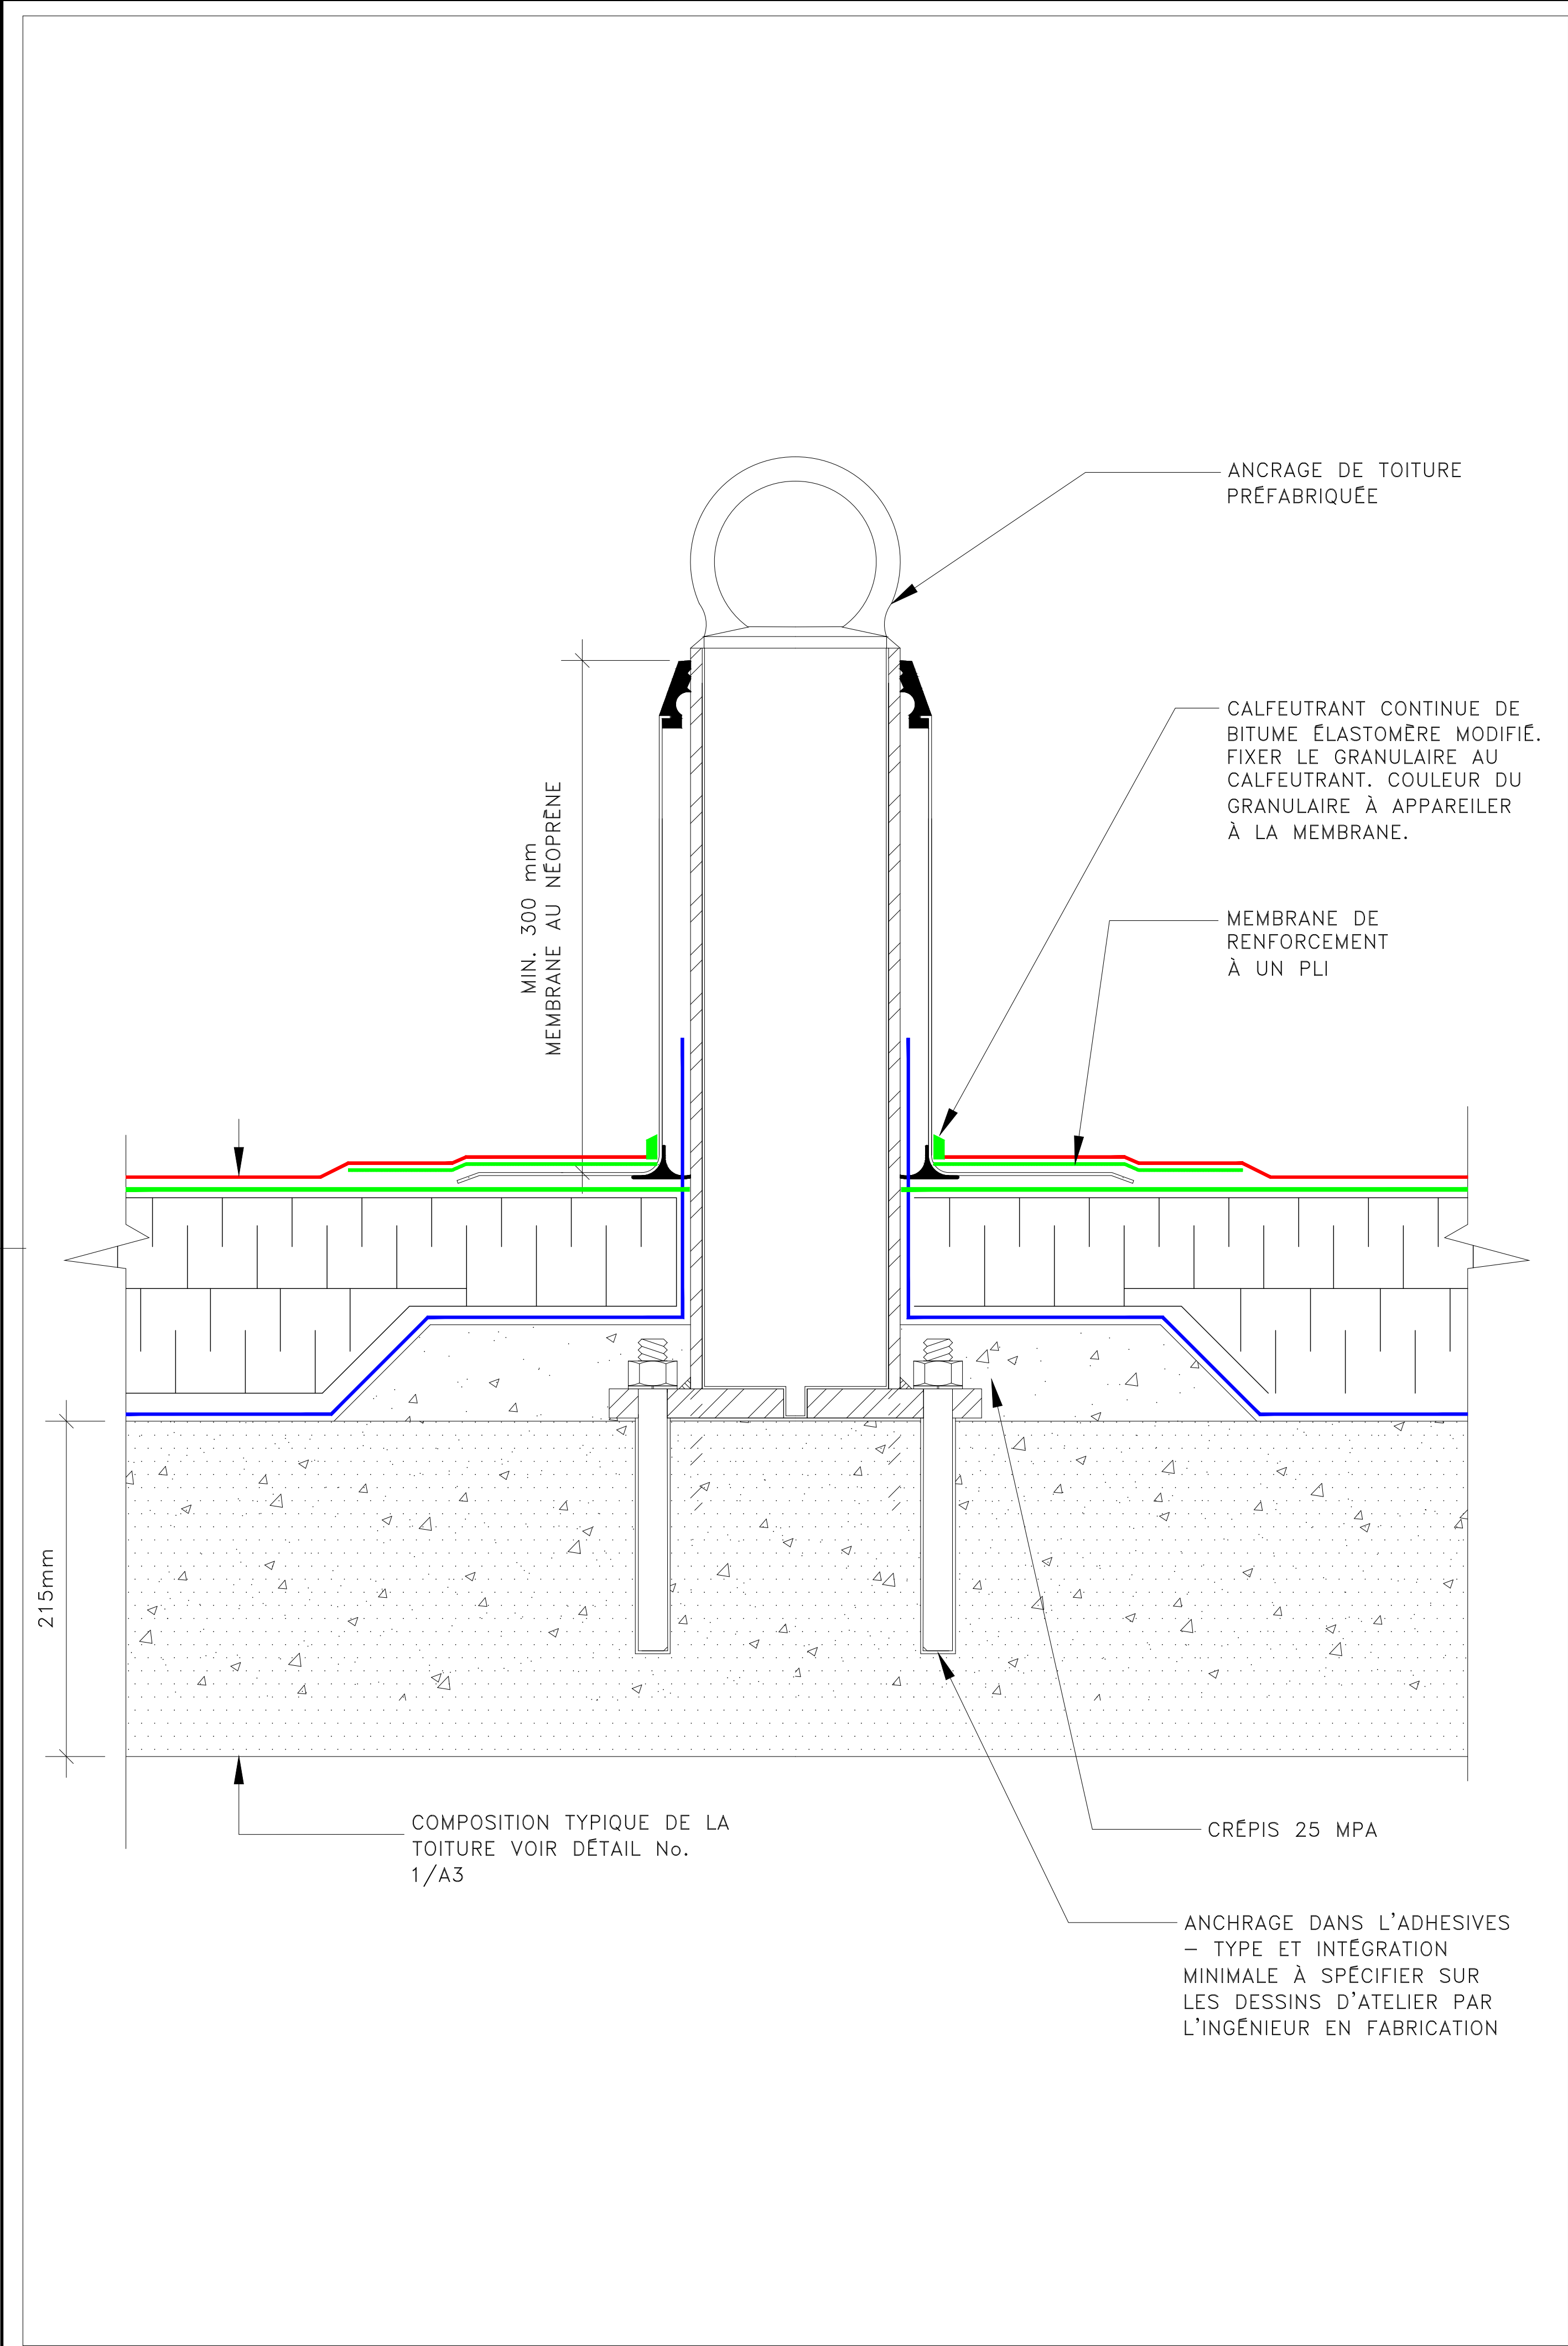 ANCRAGE DE TOITURE
PRÉFABRIQUÉE
CALFEUTRANT CONTINUE DE
BITUME ÉLASTOMÈRE MODIFIÉ.
FIXER LE GRANULAIRE AU
CALFEUTRANT. COULEUR DU
GRANULAIRE À APPAREILER
À LA MEMBRANE.
MIN. 300 mm
MEMBRANE AU NÉOPRÈNE
MEMBRANE DE
RENFORCEMENT
À UN PLI
215mm
COMPOSITION TYPIQUE DE LA
TOITURE VOIR DÉTAIL No.
1/A3
CRÉPIS 25 MPA
ANCHRAGE DANS L'ADHESIVES
– TYPE ET INTÉGRATION
MINIMALE À SPÉCIFIER SUR
LES DESSINS D'ATELIER PAR
L'INGÉNIEUR EN FABRICATION